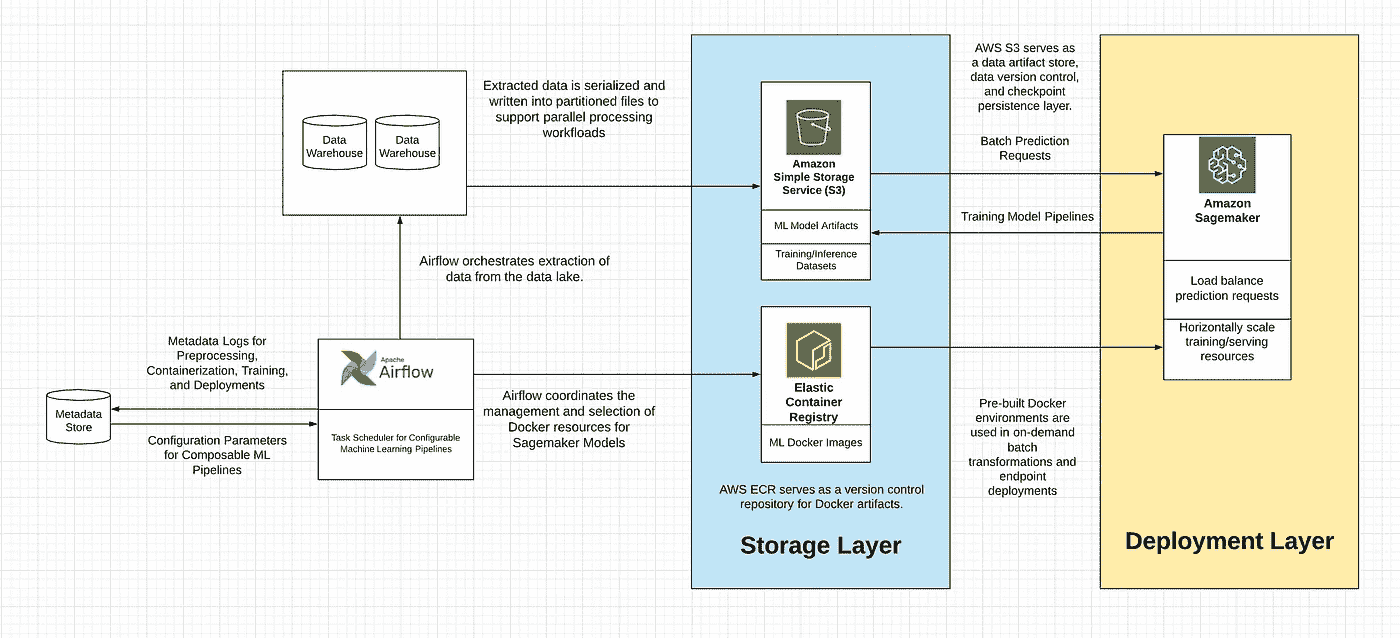 Data
Warehouse
Data
Warehouse
Extracted data is serialized and
written into partitioned files to
support parallel processing
workfloads
Airflow orchestrates extraction of
data from the data lake.
Metadata Logs for
Preprocessing,
Containerization, Training,
and Deployments
Metadata
Store
Configuration Parameters
for Composable ML
Pipelines
Apache
Airflow
Task Scheduler for Configurable
Machine Learning Pipelines
Airflow coordinates the
management and selection of
Docker resources for
Sagemaker Models
Amazon
Simple Storage
Service (S3)
ML Model Artifacts
Training/Inference
Datasets
Elastic
Container
Registry
ML Docker Images
AWS ECR serves as a version control
repository for Docker artifacts.
Storage Layer
AWS S3 serves as
a data artifact store,
data version control,
and checkpoint
persistence layer.
Batch Prediction
Requests
Training Model Pipelines
Pre-built Docker
environments are
used in on-demand
batch
transformations and
endpoint
deployments
Amazon
Sagemaker
Load balance
prediction requests
Horizontally scale
training/serving
resources
Deployment Layer